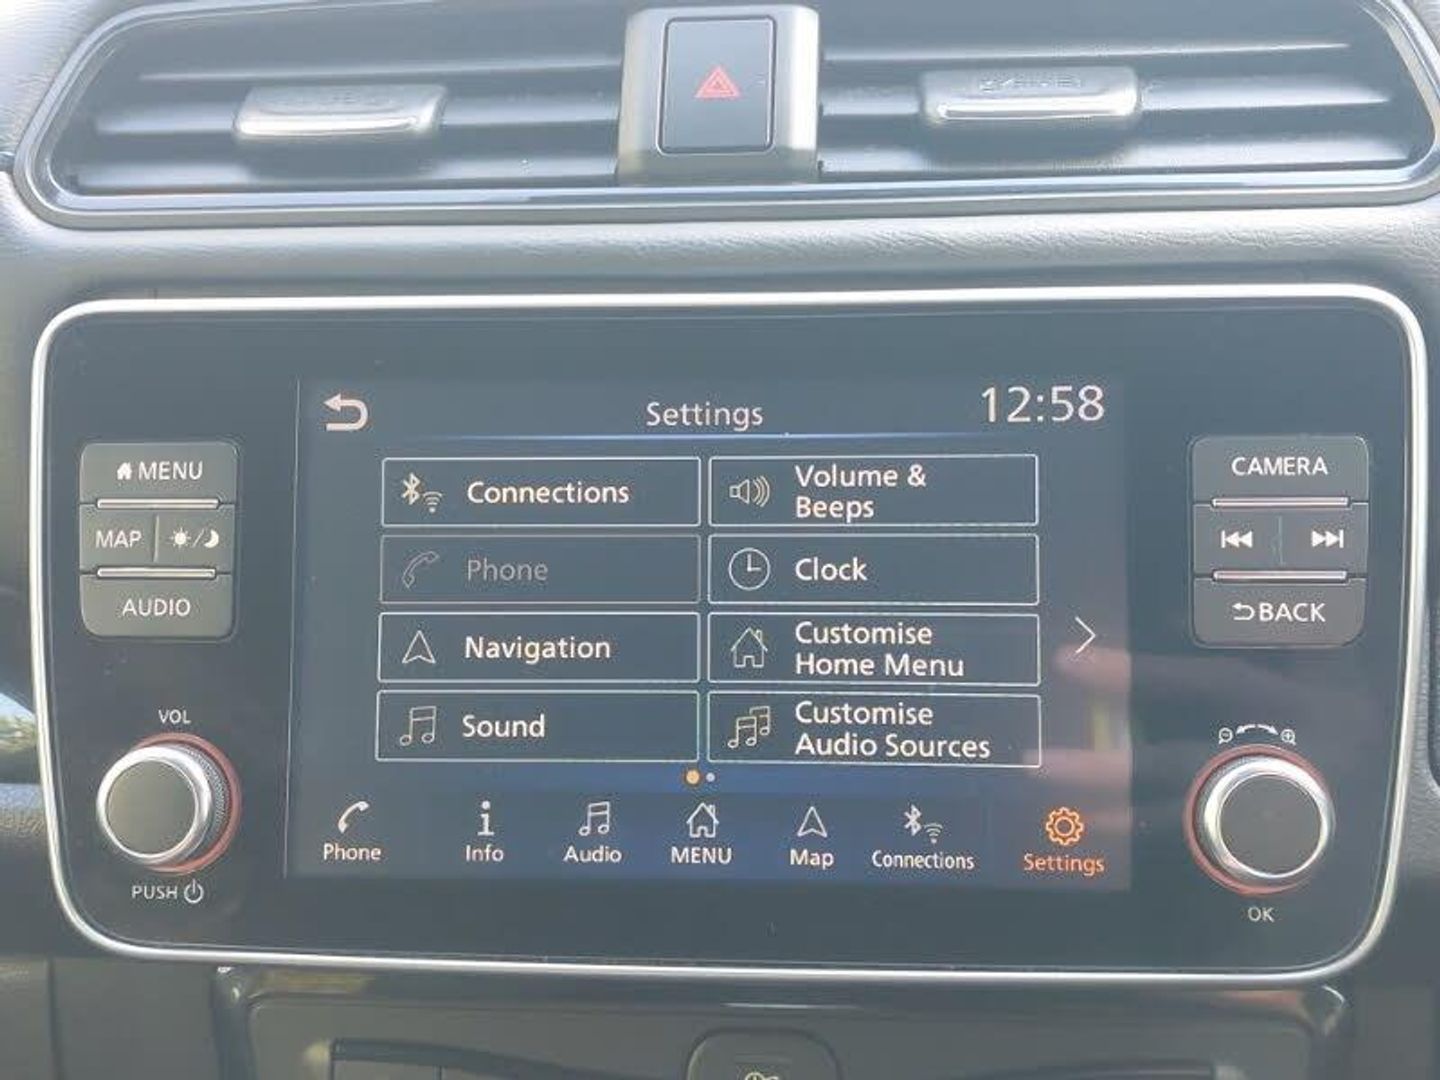 Settings
12:58
MENU
MAP
AUDIO
VOL
PUSH
Connections
Volume &
Beeps
Phone
Clock
Navigation
Customise
Home Menu
Sound
Customise
Audio Sources
Phone
Info
Audio
MENU
Map
Connections
Settings
CAMERA
BACK
OK